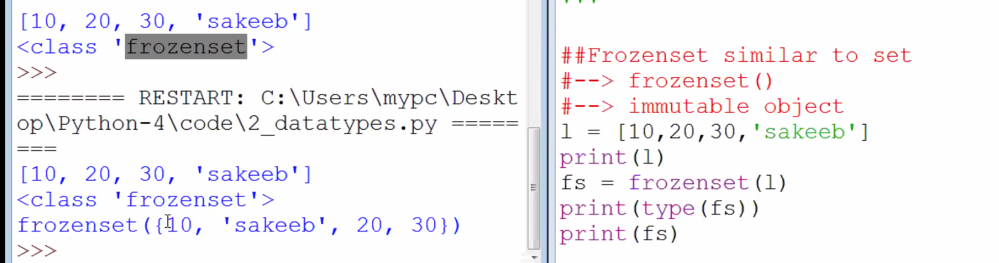 [10, 20, 30, 'sakeeb']
<class 'frozenset'>
>>>
======== RESTART: C:\Users\mypc\Deskt
op\Python-4\code\2_datatypes.py =====
===
[10, 20, 30, 'sakeeb']
<class 'frozenset'>
frozenset({10, 'sakeeb', 20, 30})
>>>
'''
##Frozenset similar to set
#--> frozenset()
#--> immutable object
l = [10,20,30,'sakeeb']
print(l)
fs = frozenset(l)
print(type(fs))
print(fs)